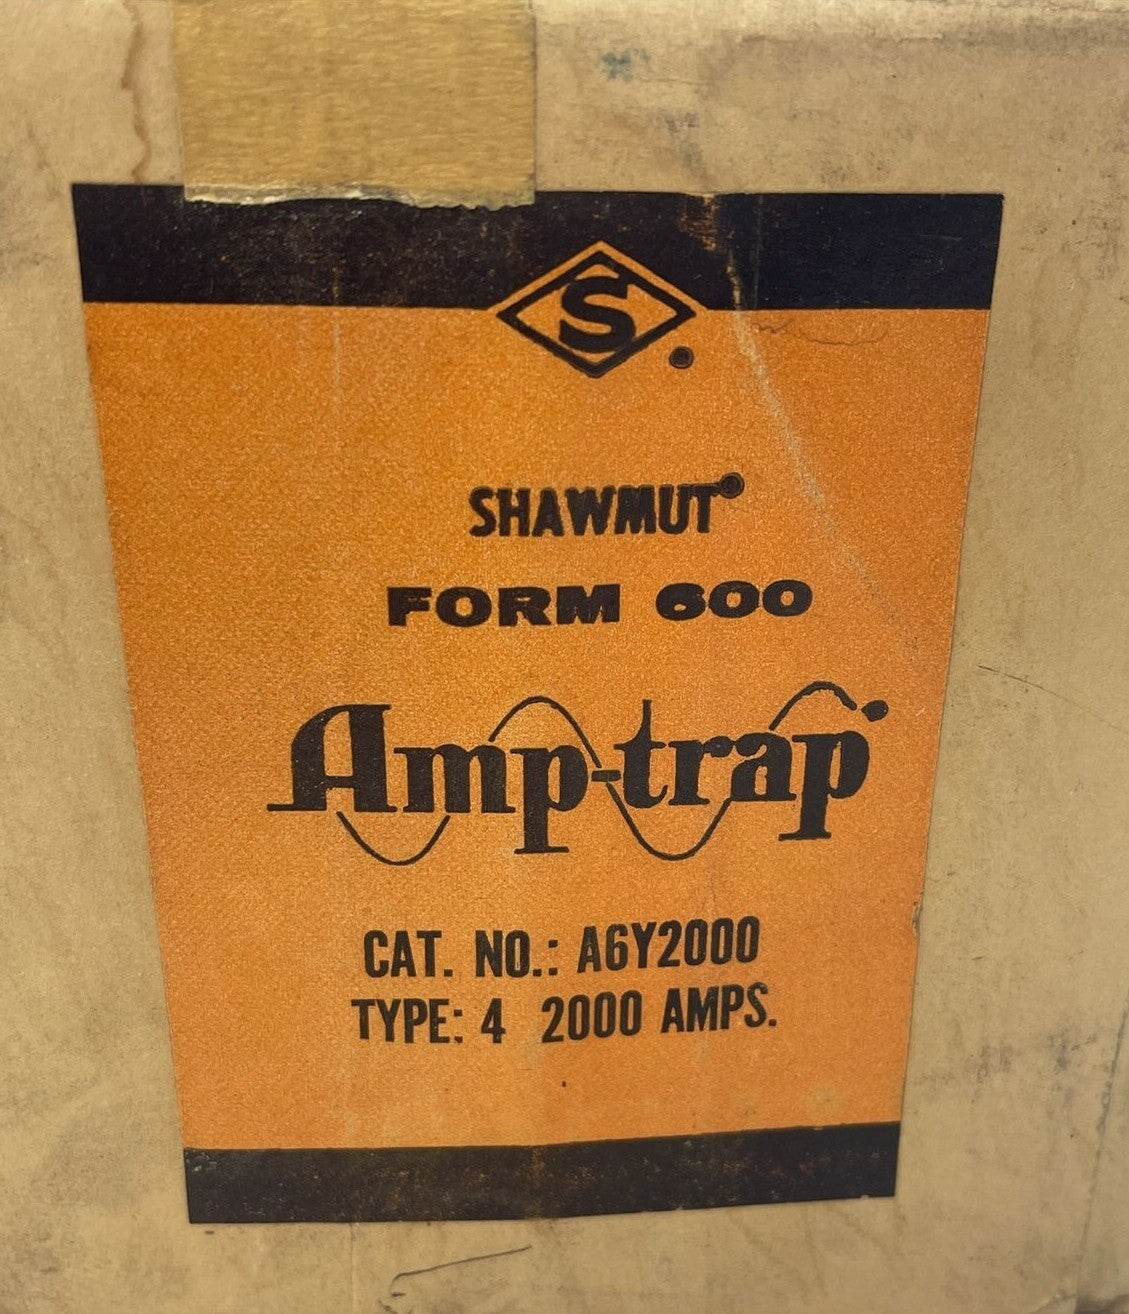 S
SHAWMUT
FORM 600
Amp-trap
CAT. NO.: A6Y2000
TYPE: 4 2000 AMPS.